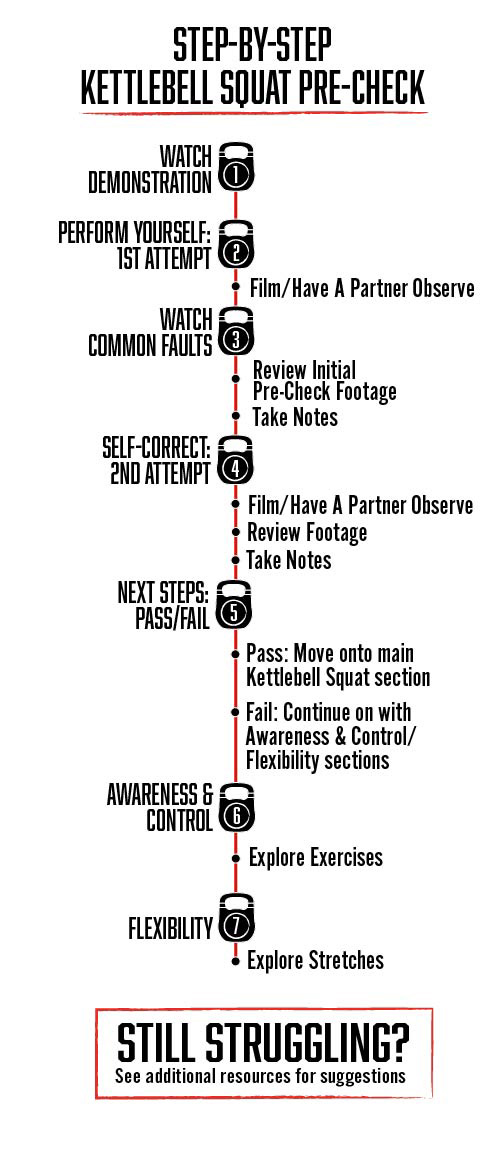 STEP-BY-STEP
KETTLEBELL SQUAT PRE-CHECK
WATCH
DEMONSTRATION
1
PERFORM YOURSELF:
1ST ATTEMPT
2
Film/Have A Partner Observe
WATCH
COMMON FAULTS
3
Review Initial
Pre-Check Footage
Take Notes
SELF-CORRECT:
2ND ATTEMPT
4
Film/Have A Partner Observe
Review Footage
Take Notes
NEXT STEPS:
PASS/FAIL
5
Pass: Move onto main
Kettlebell Squat section
Fail: Continue on with
Awareness & Control/
Flexibility sections
AWARENESS &
CONTROL
6
Explore Exercises
FLEXIBILITY
7
Explore Stretches
STILL STRUGGLING?
See additional resources for suggestions